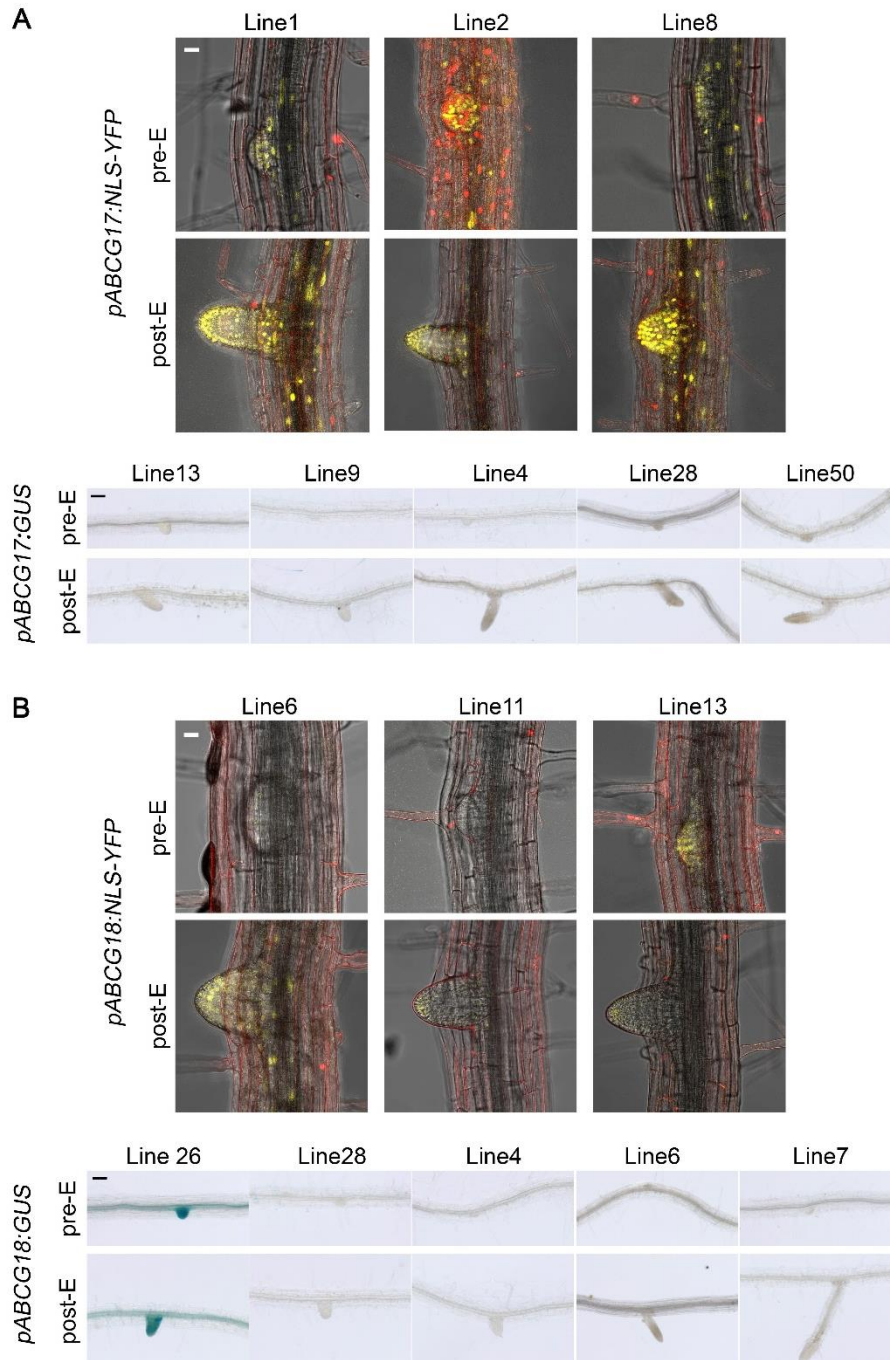 A
Line1 Line2 Line8
pABCG17:NLS-YFP
pre-E
post-E
Line13 Line9 Line4 Line28 Line50
pABCG17:GUS
pre-E
post-E
B
Line6 Line11 Line13
pABCG18:NLS-YFP
pre-E
post-E
Line 26 Line28 Line4 Line6 Line7
pABCG18:GUS
pre-E
post-E